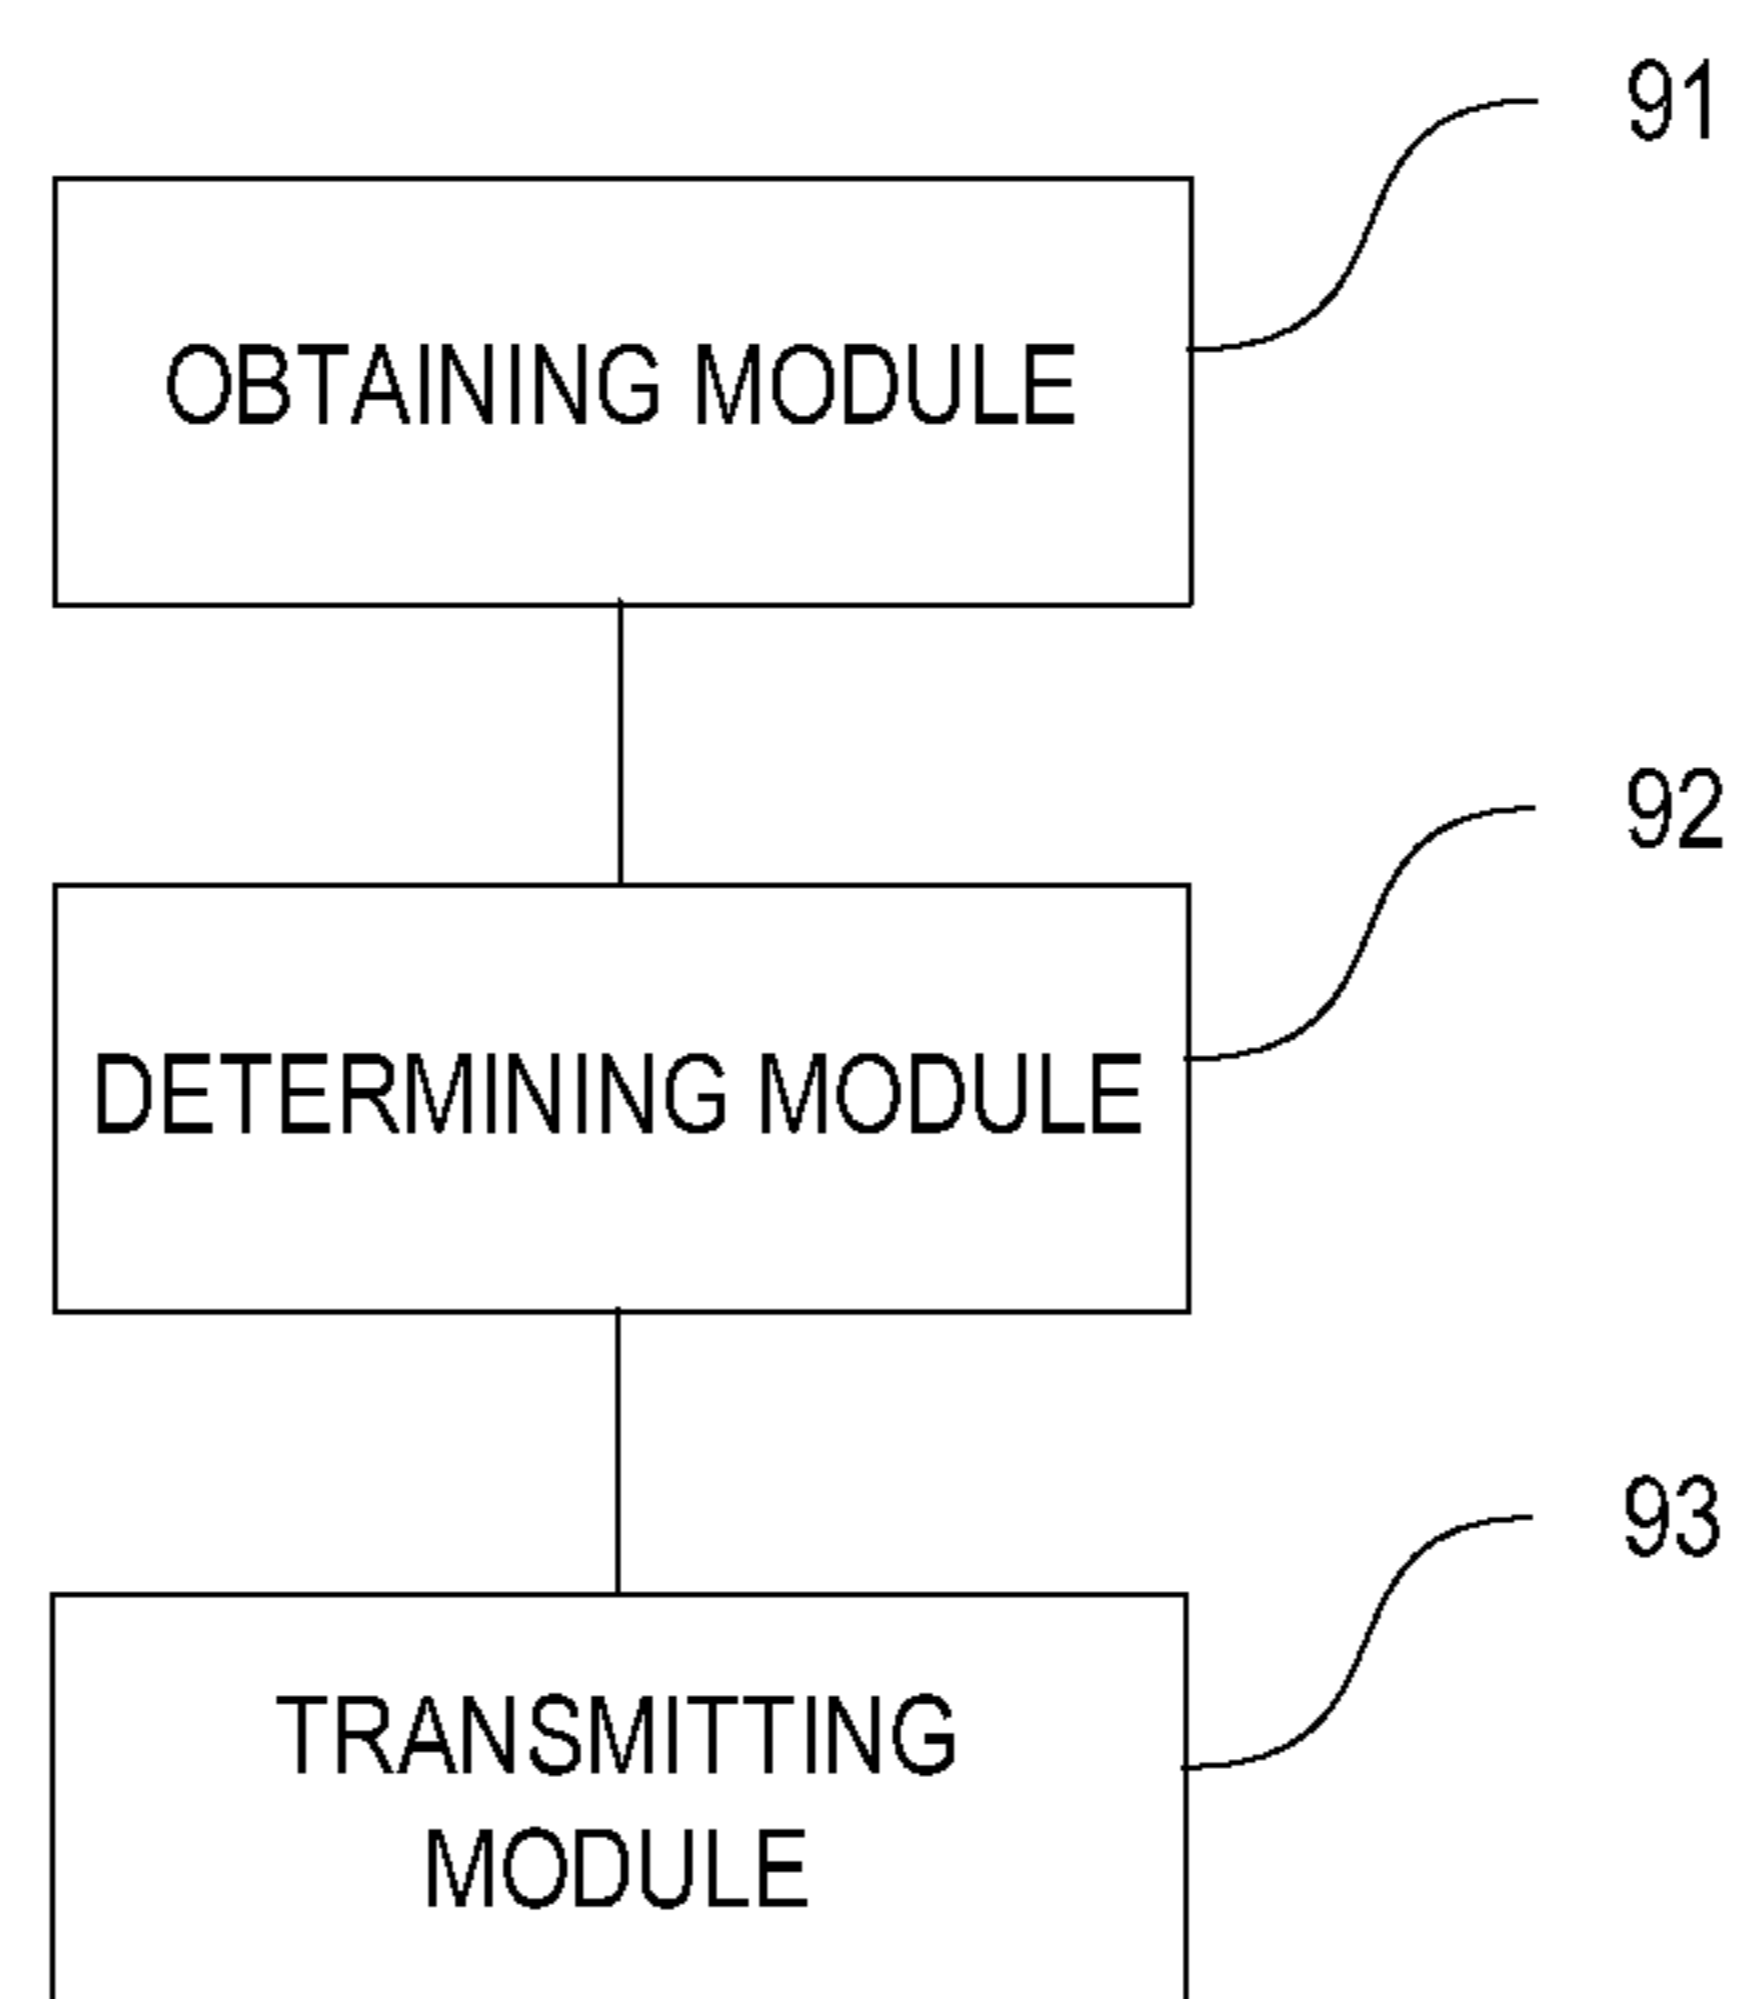 91
OBTAINING MODULE
92
DETERMINING MODULE
93
TRANSMITTING
MODULE